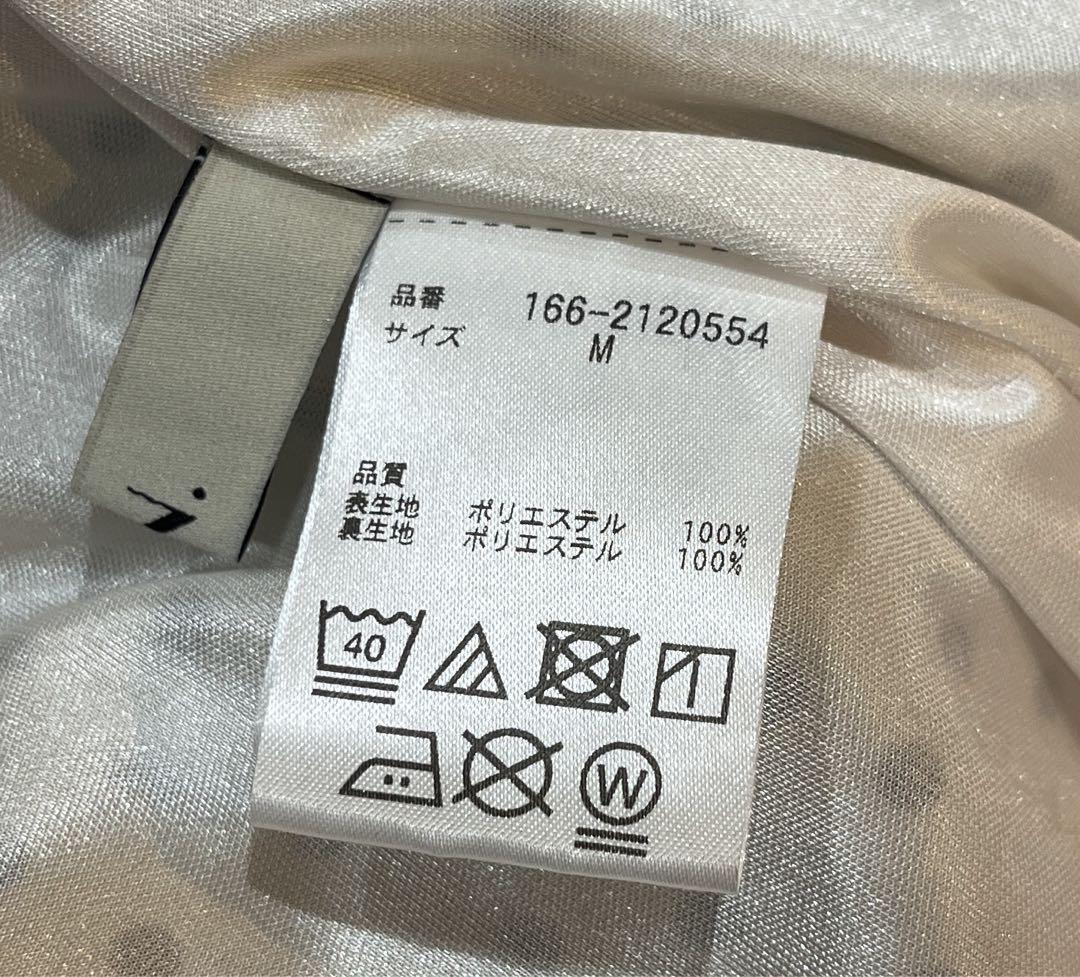 品番 166-2120554
サイズ M
品質
表生地 ポリエステル 100%
裏生地 ポリエステル 100%
40
W